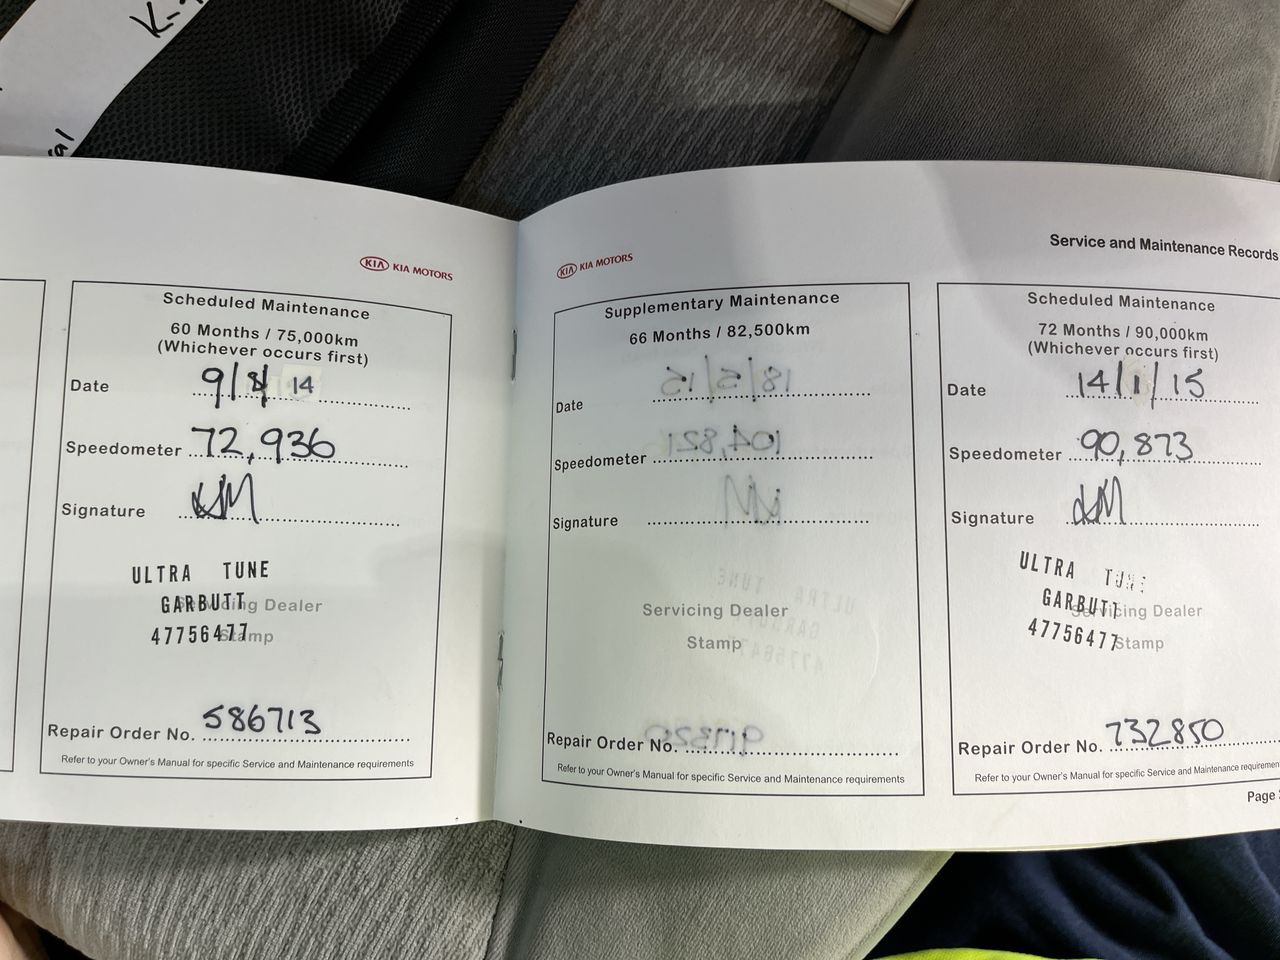 K-
al
KIA KIA MOTORS
Scheduled Maintenance
60 Months / 75,000km
(Whichever occurs first)
Date 9/8/14
Speedometer 72,936
Signature
ULTRA TUNE
GARBUTT
47756477
Servicing Dealer
Stamp
Repair Order No. 586713
Refer to your Owner's Manual for specific Service and Maintenance requirements
KIA KIA MOTORS
Service and Maintenance Records
Supplementary Maintenance
66 Months / 82,500km
Date
Speedometer
Signature
Servicing Dealer
Stamp
Repair Order No.
Refer to your Owner's Manual for specific Service and Maintenance requirements
Scheduled Maintenance
72 Months / 90,000km
(Whichever occurs first)
Date 14/1/15
Speedometer 90,873
Signature
ULTRA TUNE
GARBUTT
47756477
Servicing Dealer
Stamp
Repair Order No. 732850
Refer to your Owner's Manual for specific Service and Maintenance requiremen
Page